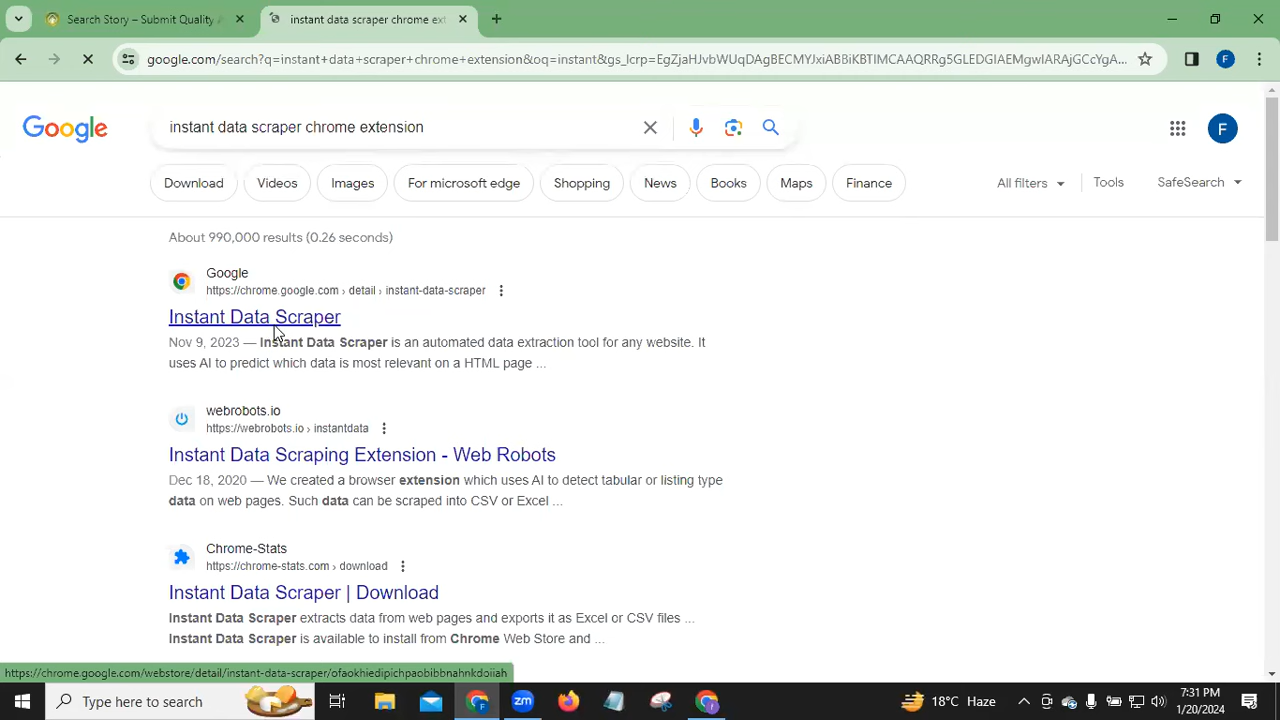 Search Story – Submit Quality A
instant data scraper chrome ext
google.com/search?q=instant+data+scraper+chrome+extension&oq=instant&gs_lcrp=EgZjaHJvbWUqDAgBECMYJxiABBiKBTIMCAAQRRg5GLEDGIAEMgwIARAjGCcYgA...
F
Google
instant data scraper chrome extension
F
Download
Videos
Images
For microsoft edge
Shopping
News
Books
Maps
Finance
All filters
Tools
SafeSearch
About 990,000 results (0.26 seconds)
Google
https://chrome.google.com › detail › instant-data-scraper
Instant Data Scraper
Nov 9, 2023 — Instant Data Scraper is an automated data extraction tool for any website. It
uses AI to predict which data is most relevant on a HTML page ...
webrobots.io
https://webrobots.io › instantdata
Instant Data Scraping Extension - Web Robots
Dec 18, 2020 — We created a browser extension which uses AI to detect tabular or listing type
data on web pages. Such data can be scraped into CSV or Excel ...
Chrome-Stats
https://chrome-stats.com › download
Instant Data Scraper | Download
Instant Data Scraper extracts data from web pages and exports it as Excel or CSV files ...
Instant Data Scraper is available to install from Chrome Web Store and ...
https://chrome.google.com/webstore/detail/instant-data-scraper/ofaokhiedipichpaobibbnahnkdoiiah
Type here to search
zm
18°C Haze
7:31 PM
1/20/2024